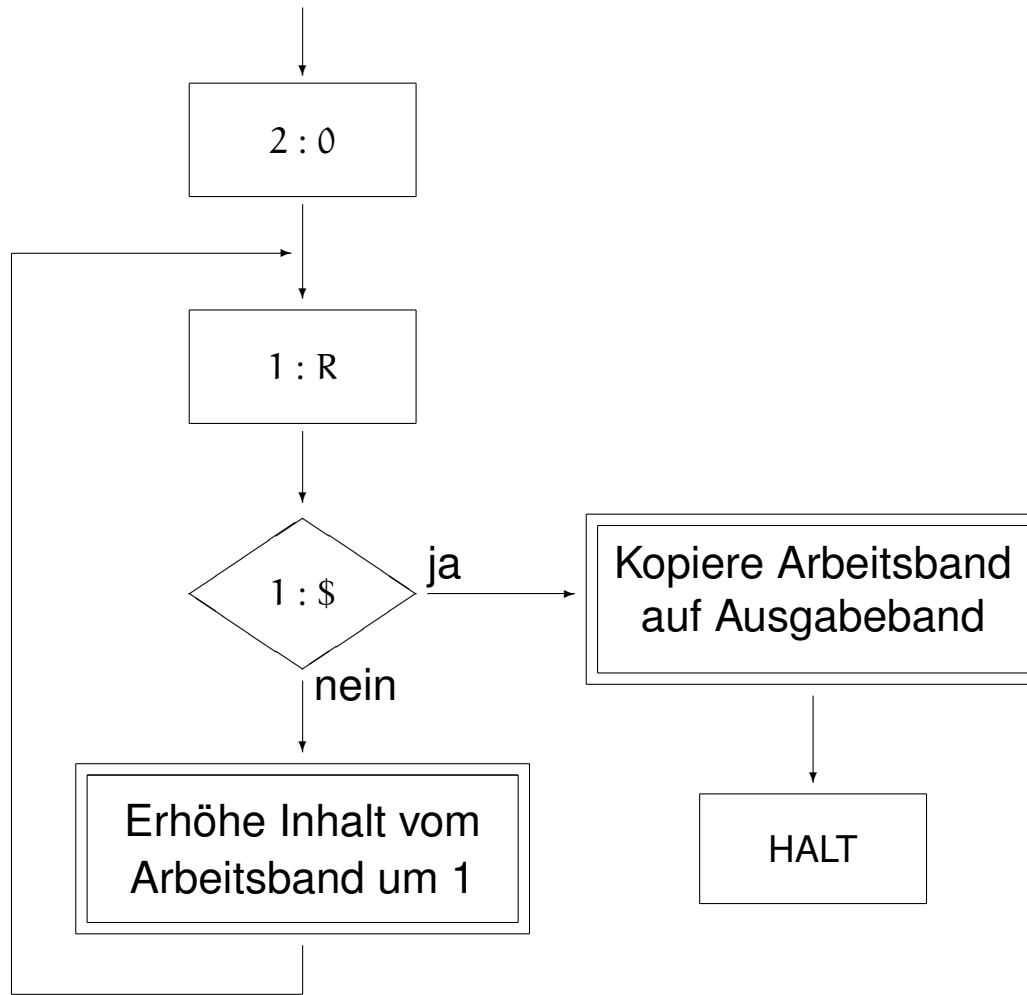 2 : 0
1 : R
1 : $
ja
nein
Kopiere Arbeitsband
auf Ausgabeband
Erhöhe Inhalt vom
Arbeitsband um 1
HALT